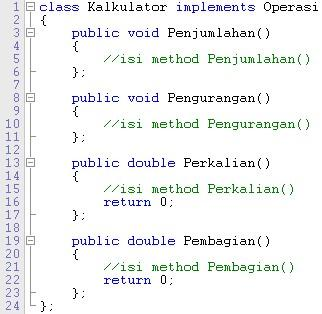 1 class Kalkulator implements Operasi
2 {
3 public void Penjumlahan()
4 {
5 //isi method Penjumlahan()
6 };
7
8 public void Pengurangan()
9 {
10 //isi method Pengurangan()
11 };
12
13 public double Perkalian()
14 {
15 //isi method Perkalian()
16 return 0;
17 };
18
19 public double Pembagian()
20 {
21 //isi method Pembagian()
22 return 0;
23 };
24 };